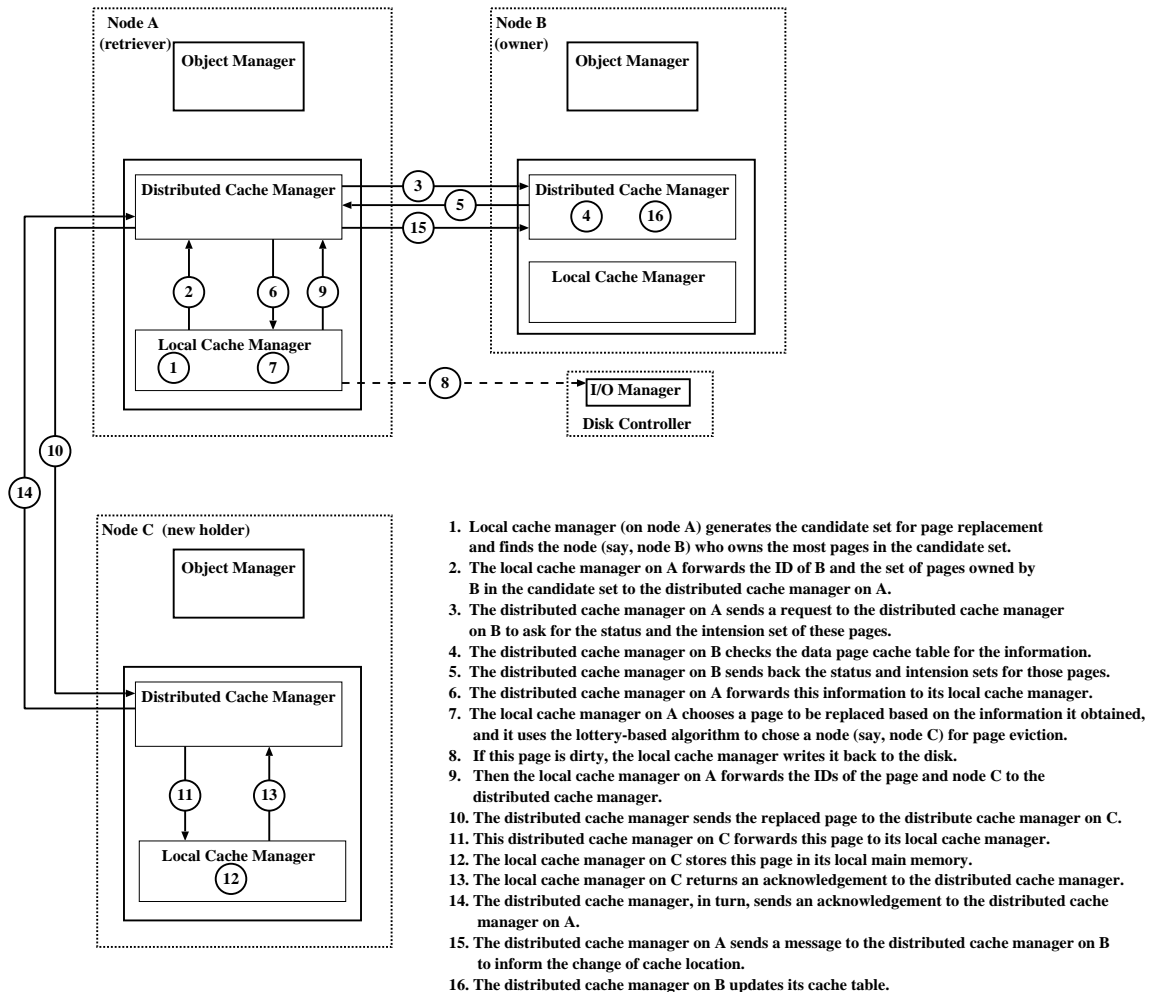 Node A
(retriever)
Object Manager
Node B
(owner)
Object Manager
Distributed Cache Manager
3
Distributed Cache Manager
5
4
16
15
2
6
9
Local Cache Manager
Local Cache Manager
1
7
8
I/O Manager
Disk Controller
10
14
Node C (new holder)
Object Manager
Distributed Cache Manager
11
13
Local Cache Manager
12
1. Local cache manager (on node A) generates the candidate set for page replacement
and finds the node (say, node B) who owns the most pages in the candidate set.
2. The local cache manager on A forwards the ID of B and the set of pages owned by
B in the candidate set to the distributed cache manager on A.
3. The distributed cache manager on A sends a request to the distributed cache manager
on B to ask for the status and the intension set of these pages.
4. The distributed cache manager on B checks the data page cache table for the information.
5. The distributed cache manager on B sends back the status and intension sets for those pages.
6. The distributed cache manager on A forwards this information to its local cache manager.
7. The local cache manager on A chooses a page to be replaced based on the information it obtained,
and it uses the lottery-based algorithm to chose a node (say, node C) for page eviction.
8. If this page is dirty, the local cache manager writes it back to the disk.
9. Then the local cache manager on A forwards the IDs of the page and node C to the
distributed cache manager.
10. The distributed cache manager sends the replaced page to the distribute cache manager on C.
11. This distributed cache manager on C forwards this page to its local cache manager.
12. The local cache manager on C stores this page in its local main memory.
13. The local cache manager on C returns an acknowledgement to the distributed cache manager.
14. The distributed cache manager, in turn, sends an acknowledgement to the distributed cache
manager on A.
15. The distributed cache manager on A sends a message to the distributed cache manager on B
to inform the change of cache location.
16. The distributed cache manager on B updates its cache table.